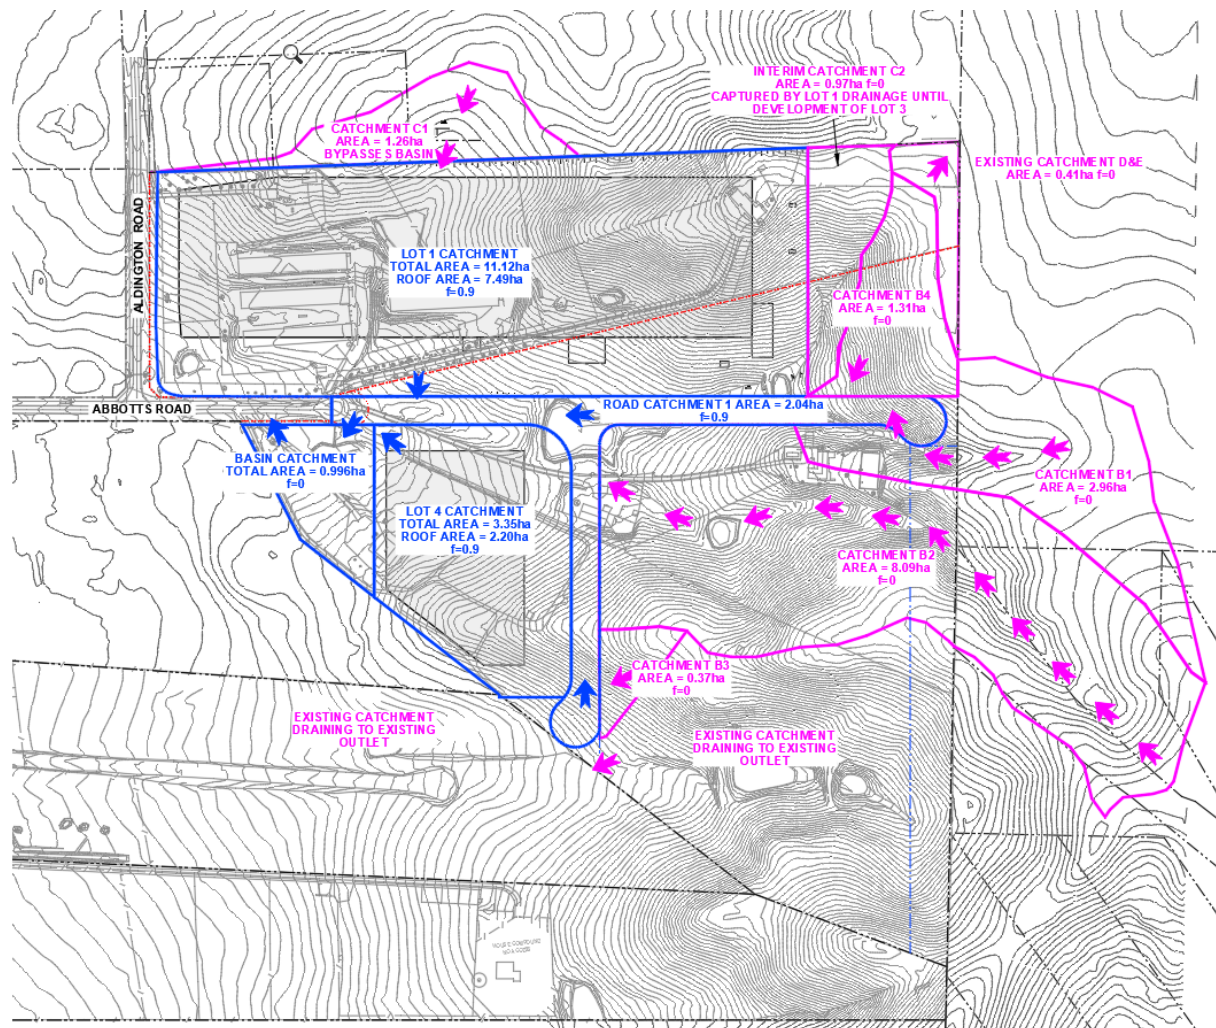 INTERIM CATCHMENT C2
AREA = 0.97ha f=0
CAPTURED BY LOT 1 DRAINAGE UNTIL
DEVELOPMENT OF LOT 3
CATCHMENT C1
AREA = 1.26ha
BYPASSES BASIN
EXISTING CATCHMENT D&E
AREA = 0.41ha f=0
ALDINGTON ROAD
LOT 1 CATCHMENT
TOTAL AREA = 11.12ha
ROOF AREA = 7.49ha
f=0.9
CATCHMENT B4
AREA = 1.31ha
f=0
ABBOTTS ROAD
ROAD CATCHMENT 1 AREA = 2.04ha
f=0.9
BASIN CATCHMENT
TOTAL AREA = 0.996ha
f=0
CATCHMENT B1
AREA = 2.96ha
f=0
LOT 4 CATCHMENT
TOTAL AREA = 3.35ha
ROOF AREA = 2.20ha
f=0.9
CATCHMENT B2
AREA = 8.09ha
f=0
CATCHMENT B3
AREA = 0.37ha
f=0
EXISTING CATCHMENT
DRAINING TO EXISTING
OUTLET
EXISTING CATCHMENT
DRAINING TO EXISTING
OUTLET